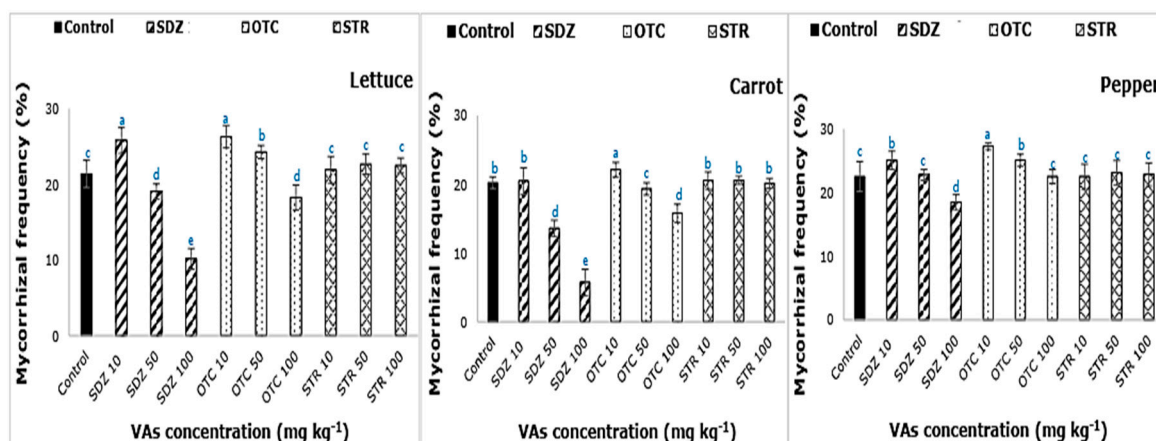 ■Control ▨SDZ : □OTC ▨STR
Lettuce
Mycorrhizal frequency (%)
30
20
10
0
c
a
d
e
a
b
d
c
c
c
Control
SDZ 10
SDZ 50
SDZ 100
OTC 10
OTC 50
OTC 100
STR 10
STR 50
STR 100
VAs concentration (mg kg⁻¹)
■Control ▨SDZ □OTC ▨STR
Carrot
Mycorrhizal frequency (%)
30
20
10
0
b
b
d
e
a
c
d
b
b
b
Control
SDZ 10
SDZ 50
SDZ 100
OTC 10
OTC 50
OTC 100
STR 10
STR 50
STR 100
VAs concentration (mg kg⁻¹)
■Control ▨SDZ □OTC ▨STR
Pepper
Mycorrhizal frequency (%)
30
20
10
0
c
b
c
d
a
b
c
c
c
c
Control
SDZ 10
SDZ 50
SDZ 100
OTC 10
OTC 50
OTC 100
STR 10
STR 50
STR 100
VAs concentration (mg kg⁻¹)